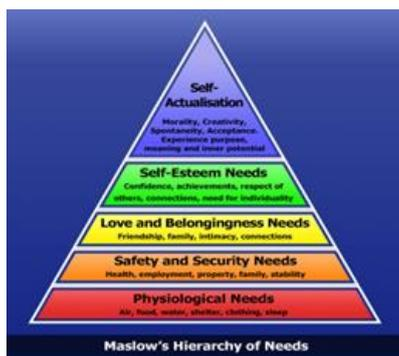 Self-
Actualisation
Morality, Creativity,
Spontaneity, Acceptance.
Experience purpose,
meaning and inner potential
Self-Esteem Needs
Confidence, achievements, respect of
others, connections, need for individuality
Love and Belongingness Needs
Friendship, family, intimacy, connections
Safety and Security Needs
Health, employment, property, family, stability
Physiological Needs
Air, food, water, shelter, clothing, sleep
Maslow's Hierarchy of Needs